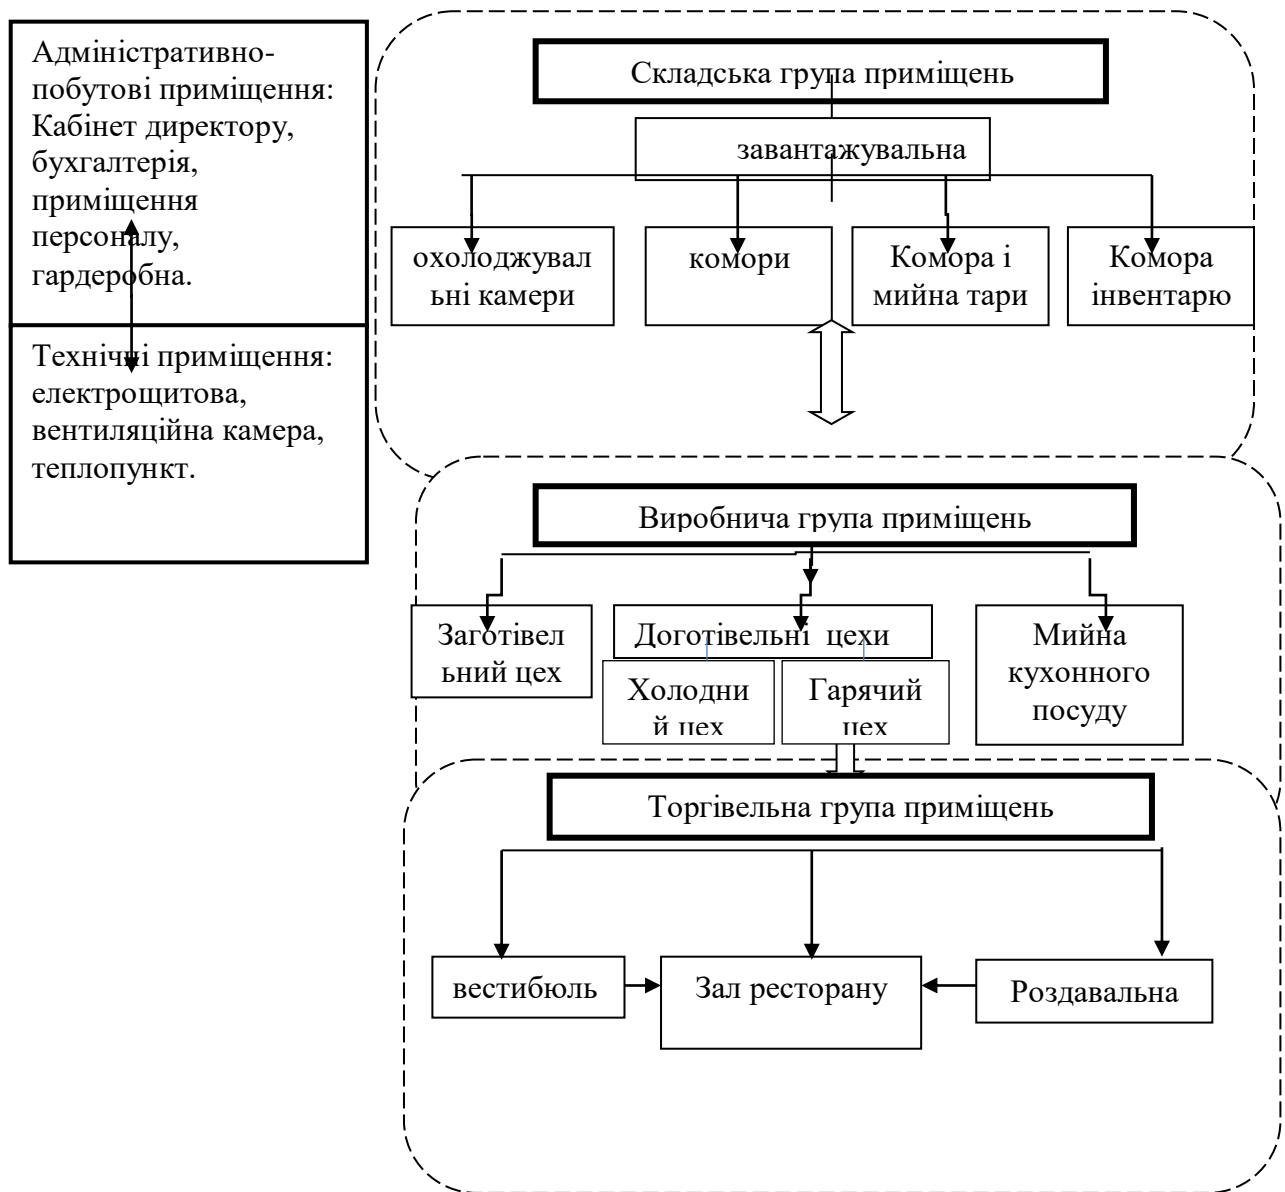 Адміністративно-
побутові приміщення:
Кабінет директору,
бухгалтерія,
приміщення
персоналу,
гардеробна.
Технічні приміщення:
електрощитова,
вентиляційна камера,
теплопункт.
Складська група приміщень
завантажувальна
охолоджувал
ьні камери
комори
Комора і
мийна тари
Комора
інвентарю
Виробнича група приміщень
Заготівел
ьний цех
Доготівельні цехи
Холодни
й цех
Гарячий
цех
Мийна
кухонного
посуду
Торгівельна група приміщень
вестибюль
Зал ресторану
Роздавальна